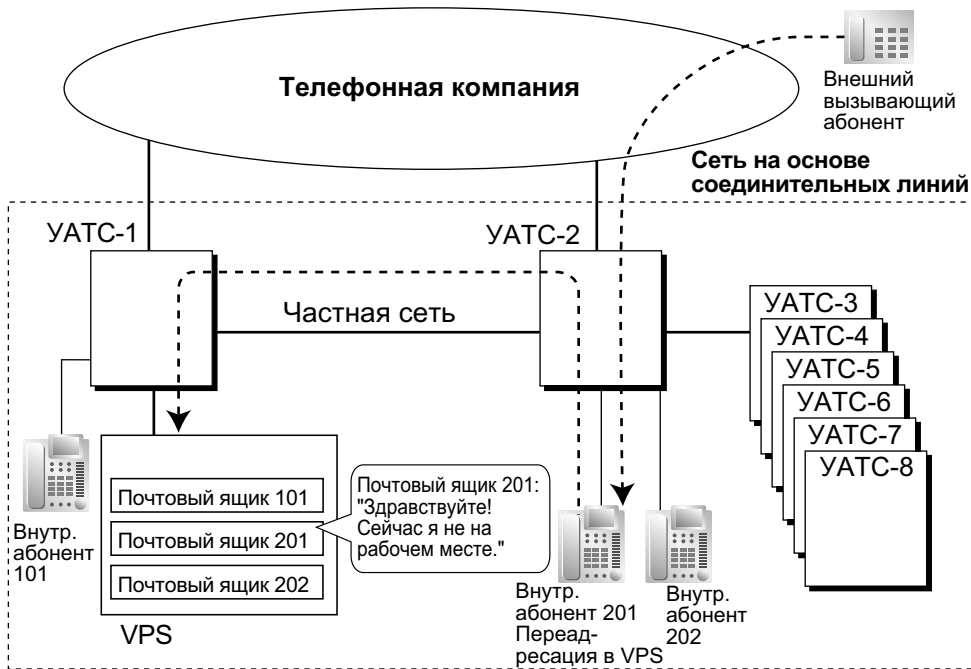 Телефонная компания
Внешний
вызывающий
абонент
Сеть на основе
соединительных линий
УАТС-1
УАТС-2
Частная сеть
УАТС-3
УАТС-4
УАТС-5
УАТС-6
УАТС-7
УАТС-8
Внутр.
абонент
101
Почтовый ящик 101
Почтовый ящик 201
Почтовый ящик 202
VPS
Почтовый ящик 201:
"Здравствуйте!
Сейчас я не на
рабочем месте."
Внутр.
абонент 201
Переад-
ресация в VPS
Внутр.
абонент
202